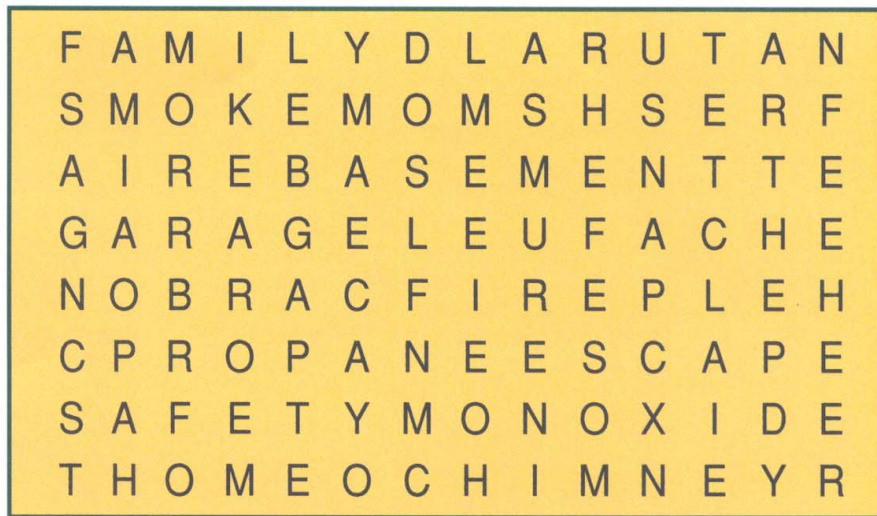 F A M I L Y D L A R U T A N
S M O K E M O M S H S E R F
A I R E B A S E M E N T T E
G A R A G E L E U F A C H E
N O B R A C F I R E P L E H
C P R O P A N E E S C A P E
S A F E T Y M O N O X I D E
T H O M E O C H I M N E Y R